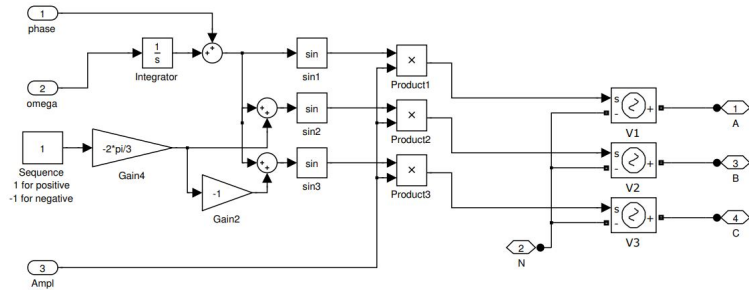 1
phase
2
omega
1
s
Integrator
+
+
sin
sin1
×
Product1
1
Sequence
1 for positive
-1 for negative
-2*pi/3
Gain4
+
+
sin
sin2
×
Product2
-1
Gain2
+
+
sin
sin3
×
Product3
3
Ampl
s
-
+
V1
1
A
s
-
+
V2
3
B
s
-
+
V3
4
C
2
N